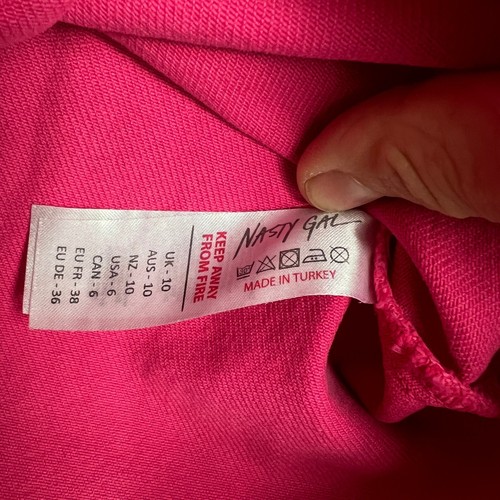 NASTY GAL
MADE IN TURKEY
KEEP AWAY
FROM FIRE
UK - 10
AUS - 10
NZ - 10
USA - 6
CAN - 6
EU FR - 38
EU DE - 36